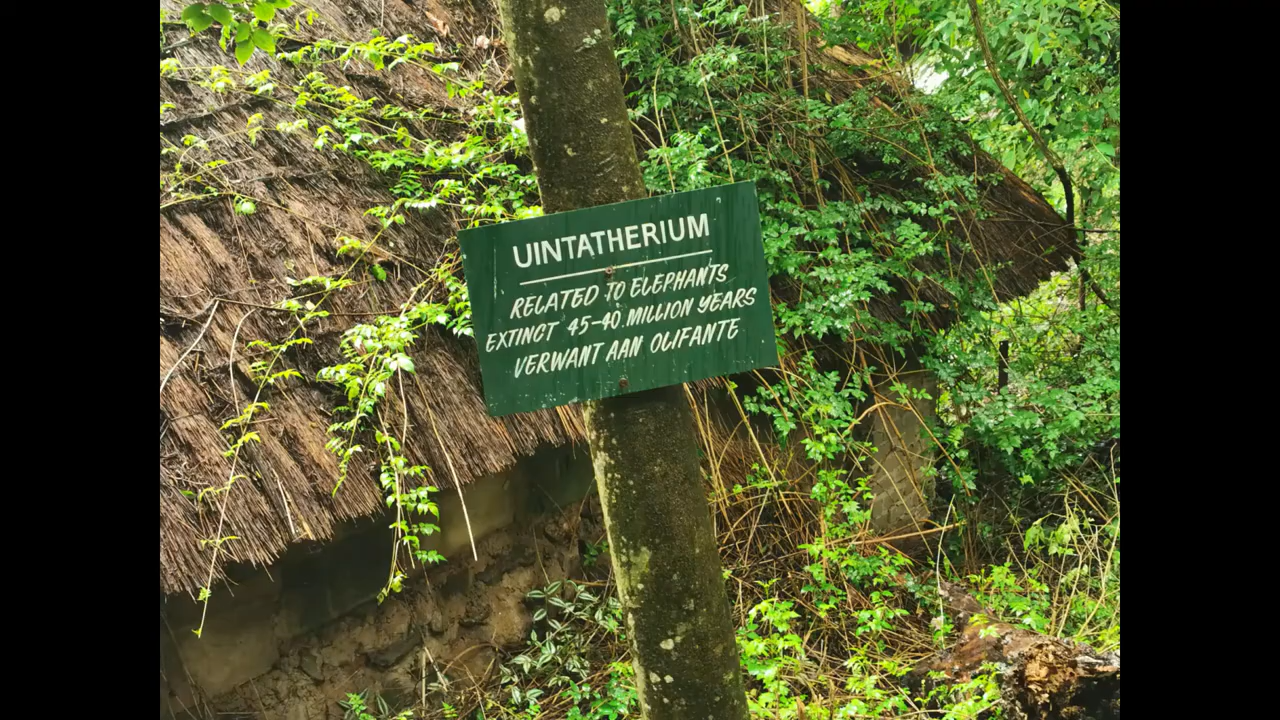 UINTATHERIUM
RELATED TO ELEPHANTS
EXTINCT 45-40 MILLION YEARS
VERWANT AAN OLIFANTE